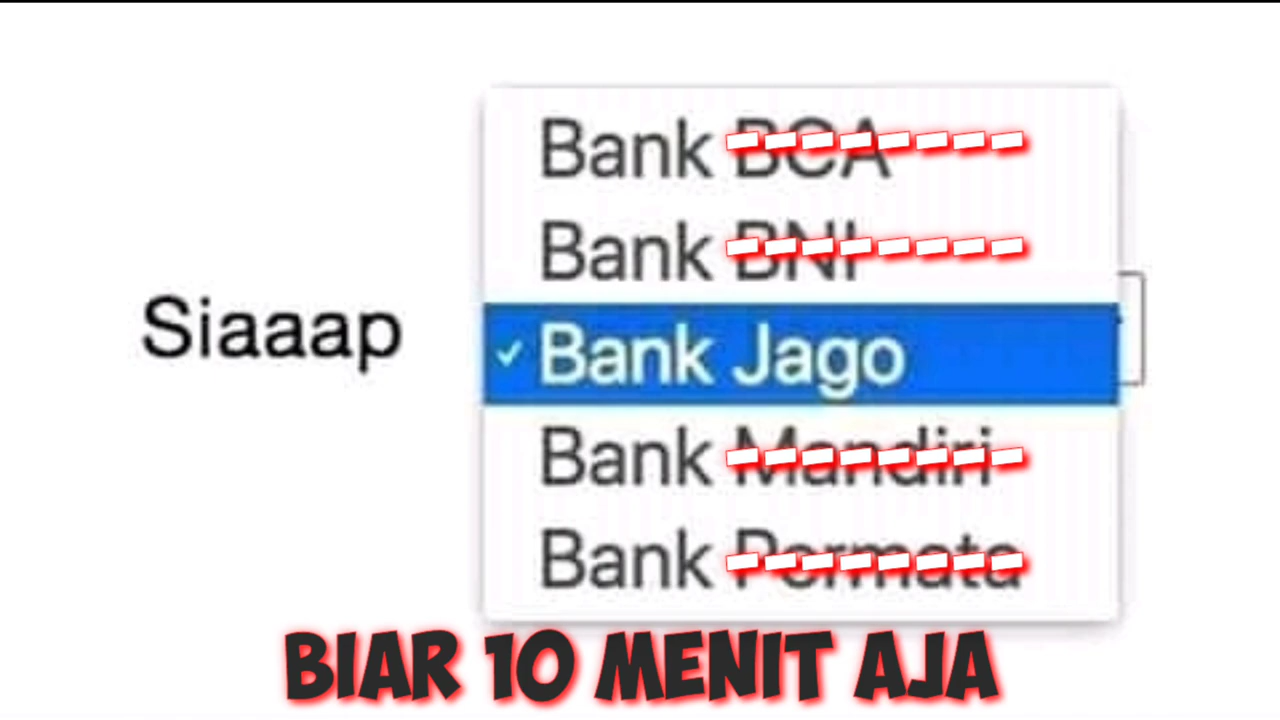 Bank BCA
Bank BNI
Siaaap
✓ Bank Jago
Bank Mandiri
Bank Permata
BIAR 10 MENIT AJA